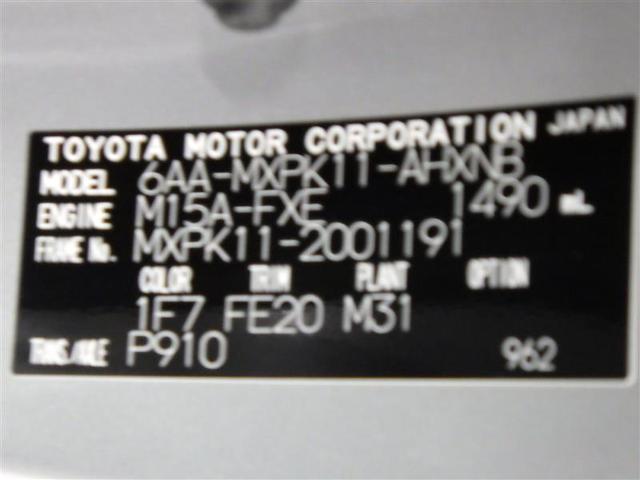 TOYOTA MOTOR CORPORATION JAPAN
MODEL 6AA-MXPK11-AHXNB
ENGINE M15A-FXE 1490 mL
FRAME No. MXPK11-2001191
COLOR TRIM PLANT OPTION
1F7 FE20 M31
TRANS/AXLE P910 962